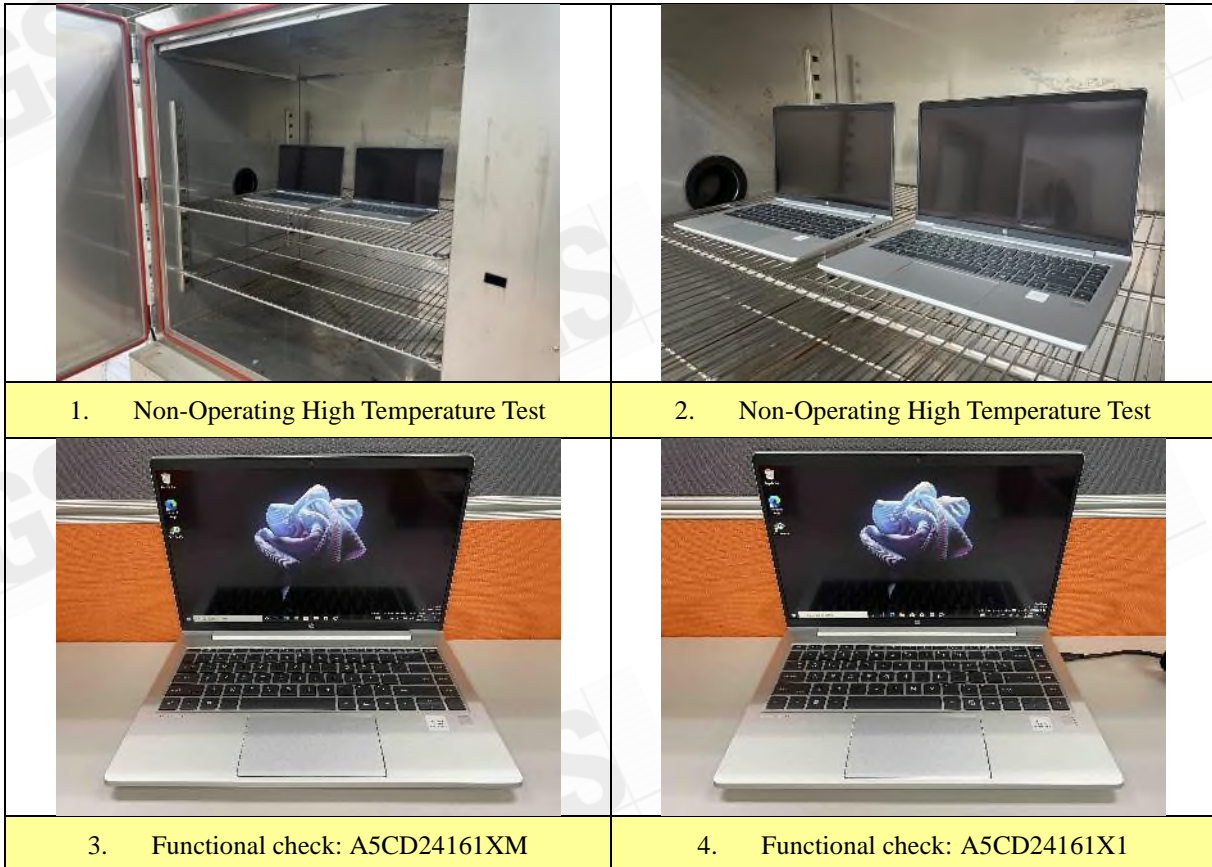 1. Non-Operating High Temperature Test
2. Non-Operating High Temperature Test
3. Functional check: A5CD24161XM
4. Functional check: A5CD24161X1